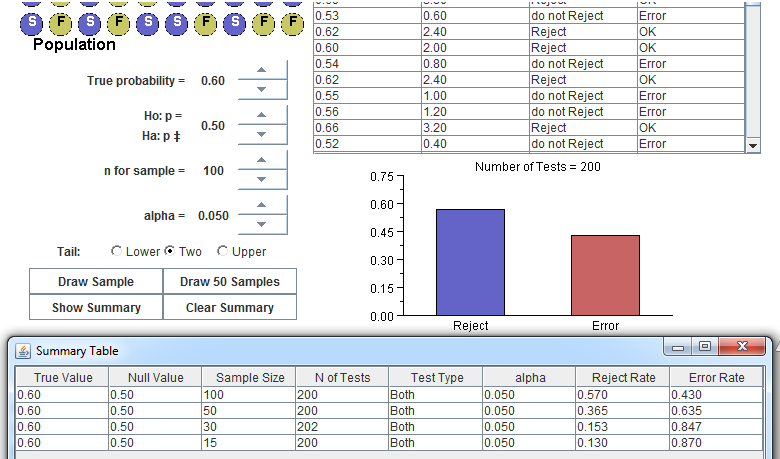 S F S F S F S F S F
Population
True probability = 0.60
Ho: p =
0.50
Ha: p ‡
n for sample = 100
alpha = 0.050
Tail: Lower Two Upper
Draw Sample Draw 50 Samples
Show Summary Clear Summary
0.53 0.60 do not Reject Error
0.62 2.40 Reject OK
0.60 2.00 Reject OK
0.54 0.80 do not Reject Error
0.62 2.40 Reject OK
0.55 1.00 do not Reject Error
0.56 1.20 do not Reject Error
0.66 3.20 Reject OK
0.52 0.40 do not Reject Error
Number of Tests = 200
0.75
0.60
0.45
0.30
0.15
0.00
Reject Error
Summary Table
True Value Null Value Sample Size N of Tests Test Type alpha Reject Rate Error Rate
0.60 0.50 100 200 Both 0.050 0.570 0.430
0.60 0.50 50 200 Both 0.050 0.365 0.635
0.60 0.50 30 202 Both 0.050 0.153 0.847
0.60 0.50 15 200 Both 0.050 0.130 0.870